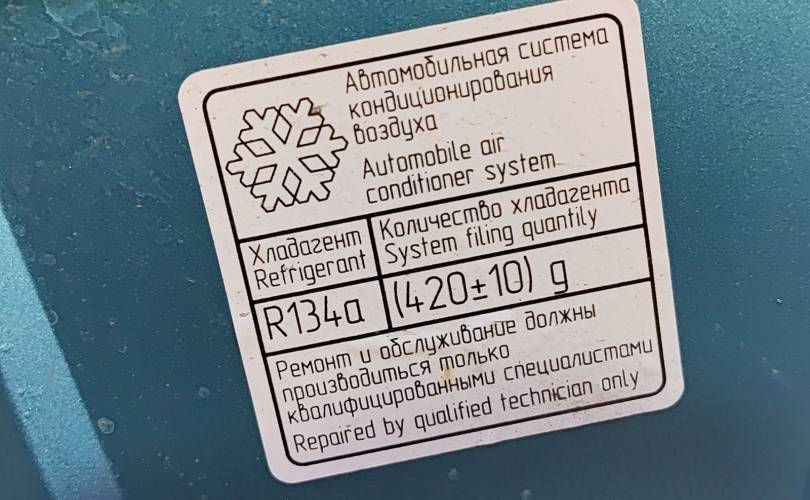 Автомобильная система
кондиционирования
воздуха
Automobile air
conditioner system
Хладагент
Refrigerant
Количество хладагента
System filing quantily
R134a
(420±10) g
Ремонт и обслуживание должны
производиться только
квалифицированными специалистами
Repaired by qualified technician only